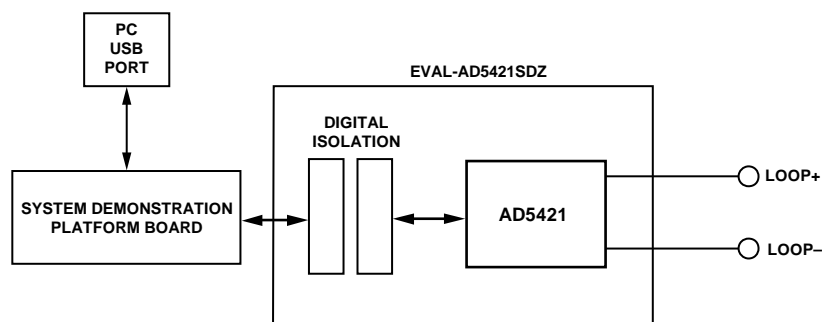 PC
USB
PORT
EVAL-AD5421SDZ
DIGITAL
ISOLATION
SYSTEM DEMONSTRATION
PLATFORM BOARD
AD5421
LOOP+
LOOP–